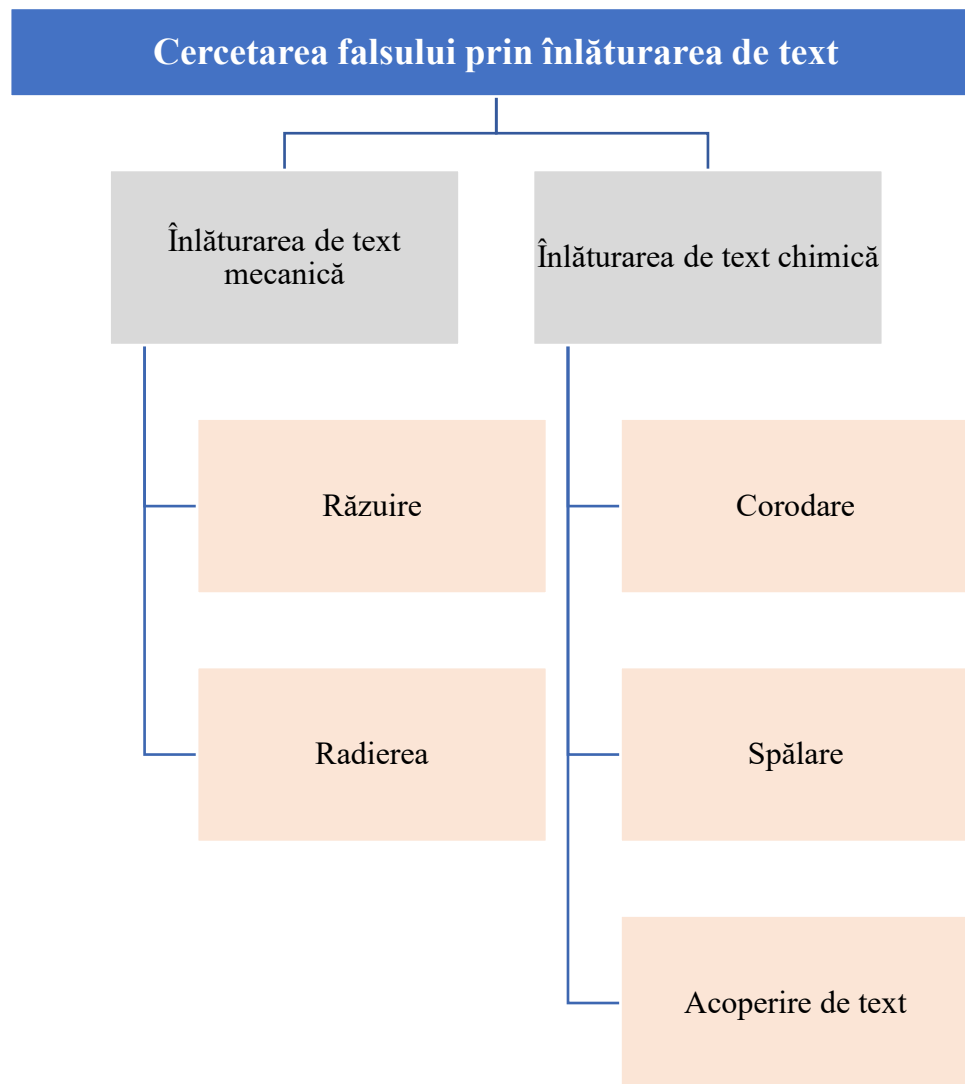 Cercetarea falsului prin înlăturarea de text
Înlăturarea de text
mecanică
Înlăturarea de text chimică
Răzuire
Corodare
Radierea
Spălare
Acoperire de text